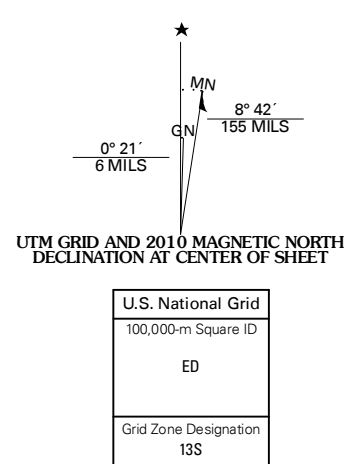 ★
MN
8° 42´
155 MILS
GN
0° 21´
6 MILS
UTM GRID AND 2010 MAGNETIC NORTH
DECLINATION AT CENTER OF SHEET
U.S. National Grid
100,000-m Square ID
ED
Grid Zone Designation
13S